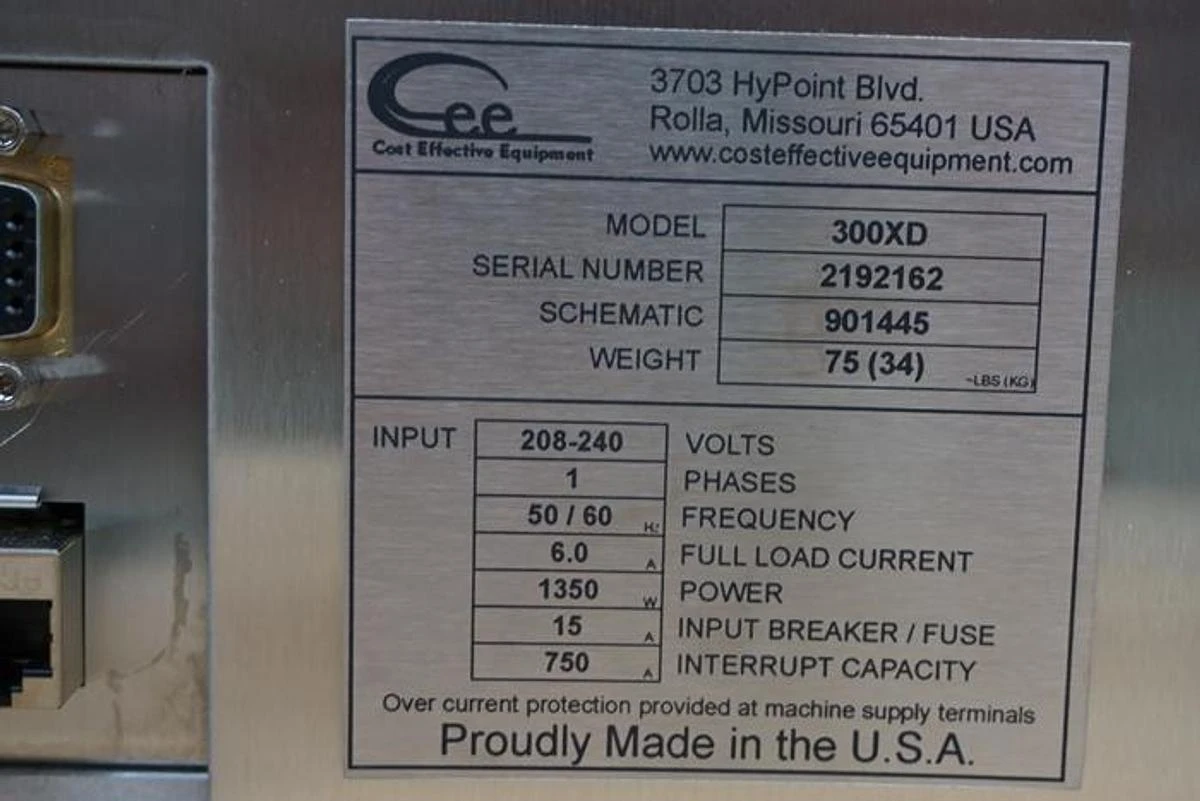 Cee
Cost Effective Equipment
3703 HyPoint Blvd.
Rolla, Missouri 65401 USA
www.costeffectiveequipment.com
MODEL 300XD
SERIAL NUMBER 2192162
SCHEMATIC 901445
WEIGHT 75 (34) ~LBS (KG)
INPUT 208-240 VOLTS
1 PHASES
50 / 60 Hz FREQUENCY
6.0 A FULL LOAD CURRENT
1350 W POWER
15 A INPUT BREAKER / FUSE
750 A INTERRUPT CAPACITY
Over current protection provided at machine supply terminals
Proudly Made in the U.S.A.